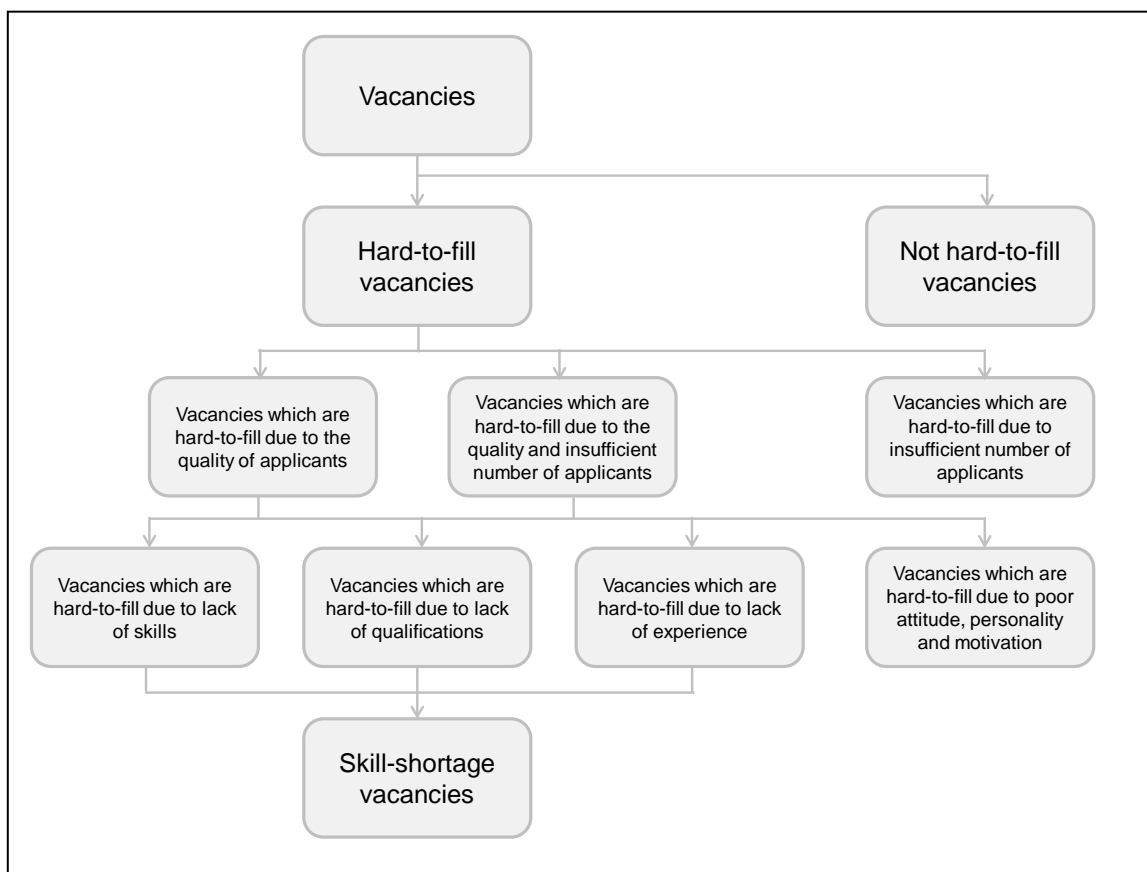 Vacancies
Hard-to-fill
vacancies
Not hard-to-fill
vacancies
Vacancies which are
hard-to-fill due to the
quality of applicants
Vacancies which are
hard-to-fill due to the
quality and insufficient
number of applicants
Vacancies which are
hard-to-fill due to
insufficient number of
applicants
Vacancies which are
hard-to-fill due to lack
of skills
Vacancies which are
hard-to-fill due to lack
of qualifications
Vacancies which are
hard-to-fill due to lack
of experience
Vacancies which are
hard-to-fill due to poor
attitude, personality
and motivation
Skill-shortage
vacancies